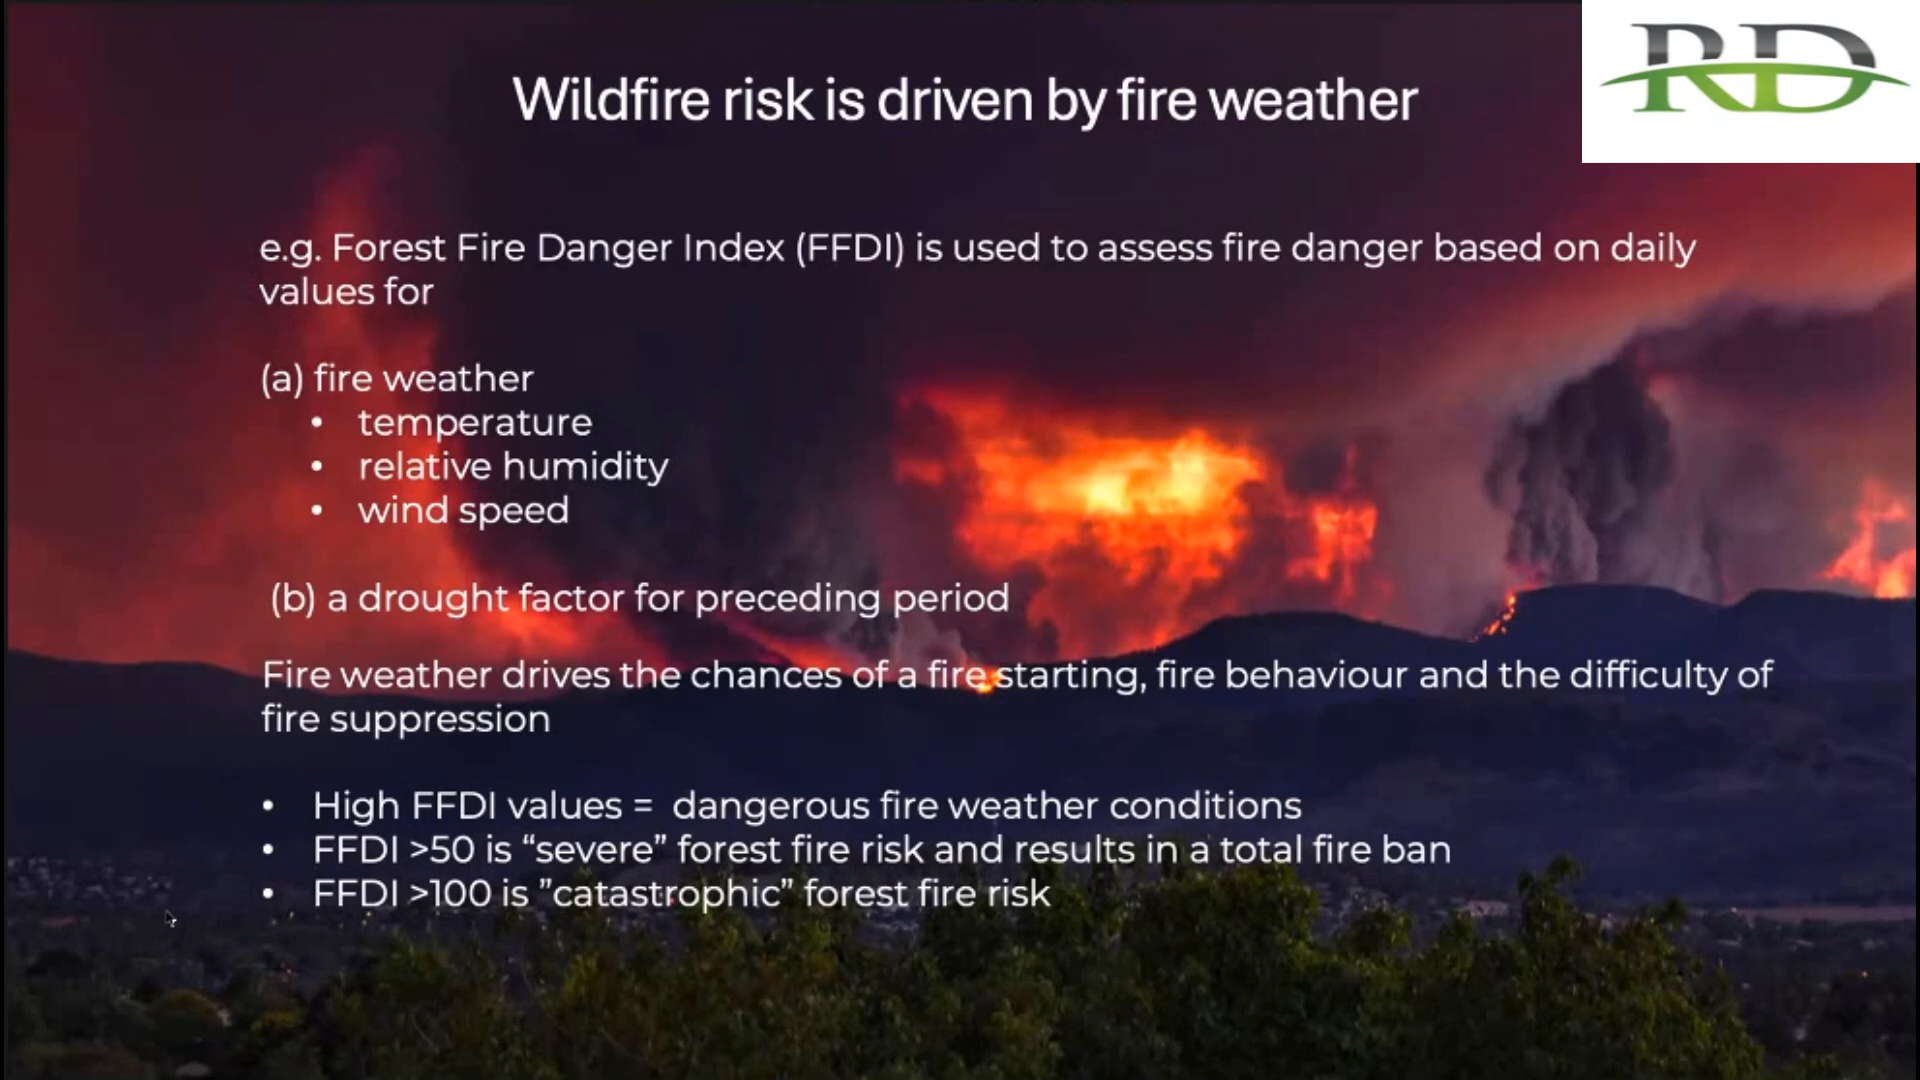 RD
Wildfire risk is driven by fire weather
e.g. Forest Fire Danger Index (FFDI) is used to assess fire danger based on daily
values for
(a) fire weather
• temperature
• relative humidity
• wind speed
(b) a drought factor for preceding period
Fire weather drives the chances of a fire starting, fire behaviour and the difficulty of
fire suppression
• High FFDI values =  dangerous fire weather conditions
• FFDI >50 is “severe” forest fire risk and results in a total fire ban
• FFDI >100 is ”catastrophic” forest fire risk